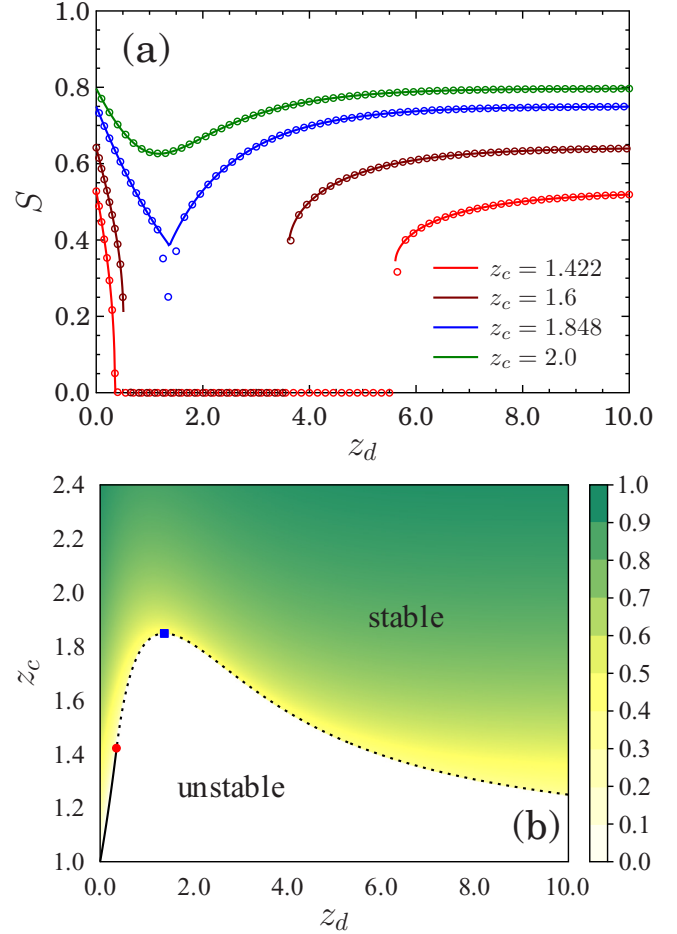 (a)
S
1.0
0.8
0.6
0.4
0.2
0.0
0.0 2.0 4.0 6.0 8.0 10.0
z_d
z_c = 1.422
z_c = 1.6
z_c = 1.848
z_c = 2.0
z_c
2.4
2.2
2.0
1.8
1.6
1.4
1.2
1.0
stable
unstable
(b)
0.0 2.0 4.0 6.0 8.0 10.0
z_d
1.0
0.9
0.8
0.7
0.6
0.5
0.4
0.3
0.2
0.1
0.0